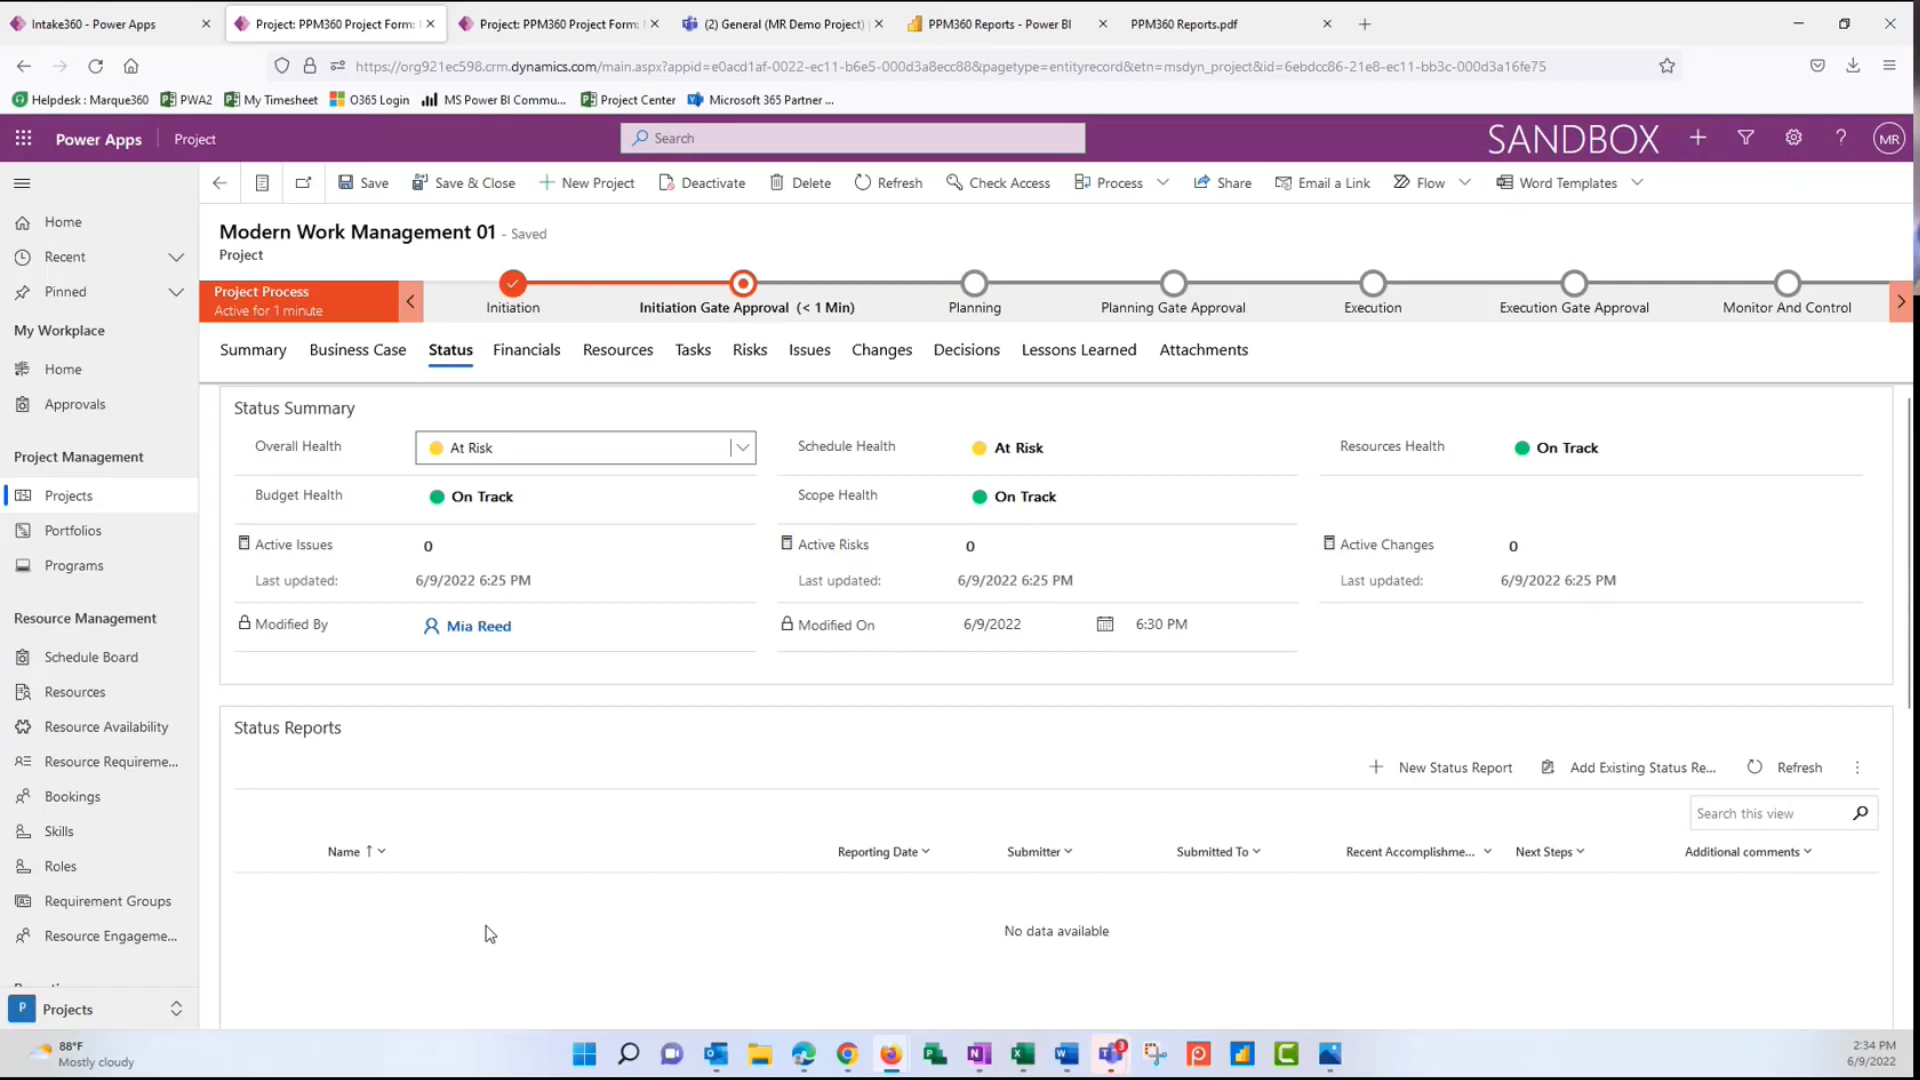 Intake360 - Power Apps
Project: PPM360 Project Form:
Project: PPM360 Project Form:
(2) General (MR Demo Project)
PPM360 Reports - Power BI
PPM360 Reports.pdf
https://org921ec598.crm.dynamics.com/main.aspx?appid=e0acd1af-0022-ec11-b6e5-000d3a8ecc88&pagetype=entityrecord&etn=msdyn_project&id=6ebdcc86-21e8-ec11-bb3c-000d3a16fe75
Helpdesk : Marque360
PWA2
My Timesheet
O365 Login
MS Power BI Commu...
Project Center
Microsoft 365 Partner ...
Power Apps
Project
Search
SANDBOX
MR
Save
Save & Close
New Project
Deactivate
Delete
Refresh
Check Access
Process
Share
Email a Link
Flow
Word Templates
Home
Recent
Pinned
My Workplace
Home
Approvals
Project Management
Projects
Portfolios
Programs
Resource Management
Schedule Board
Resources
Resource Availability
Resource Requireme...
Bookings
Skills
Roles
Requirement Groups
Resource Engageme...
P
Projects
Modern Work Management 01 - Saved
Project
Project Process
Active for 1 minute
Initiation
Initiation Gate Approval (< 1 Min)
Planning
Planning Gate Approval
Execution
Execution Gate Approval
Monitor And Control
Summary
Business Case
Status
Financials
Resources
Tasks
Risks
Issues
Changes
Decisions
Lessons Learned
Attachments
Status Summary
Overall Health
At Risk
Schedule Health
At Risk
Resources Health
On Track
Budget Health
On Track
Scope Health
On Track
Active Issues
0
Active Risks
0
Active Changes
0
Last updated:
6/9/2022 6:25 PM
Last updated:
6/9/2022 6:25 PM
Last updated:
6/9/2022 6:25 PM
Modified By
Mia Reed
Modified On
6/9/2022
6:30 PM
Status Reports
New Status Report
Add Existing Status Re...
Refresh
Search this view
Name
Reporting Date
Submitter
Submitted To
Recent Accomplishme...
Next Steps
Additional comments
No data available
88°F
Mostly cloudy
3
2:34 PM
6/9/2022